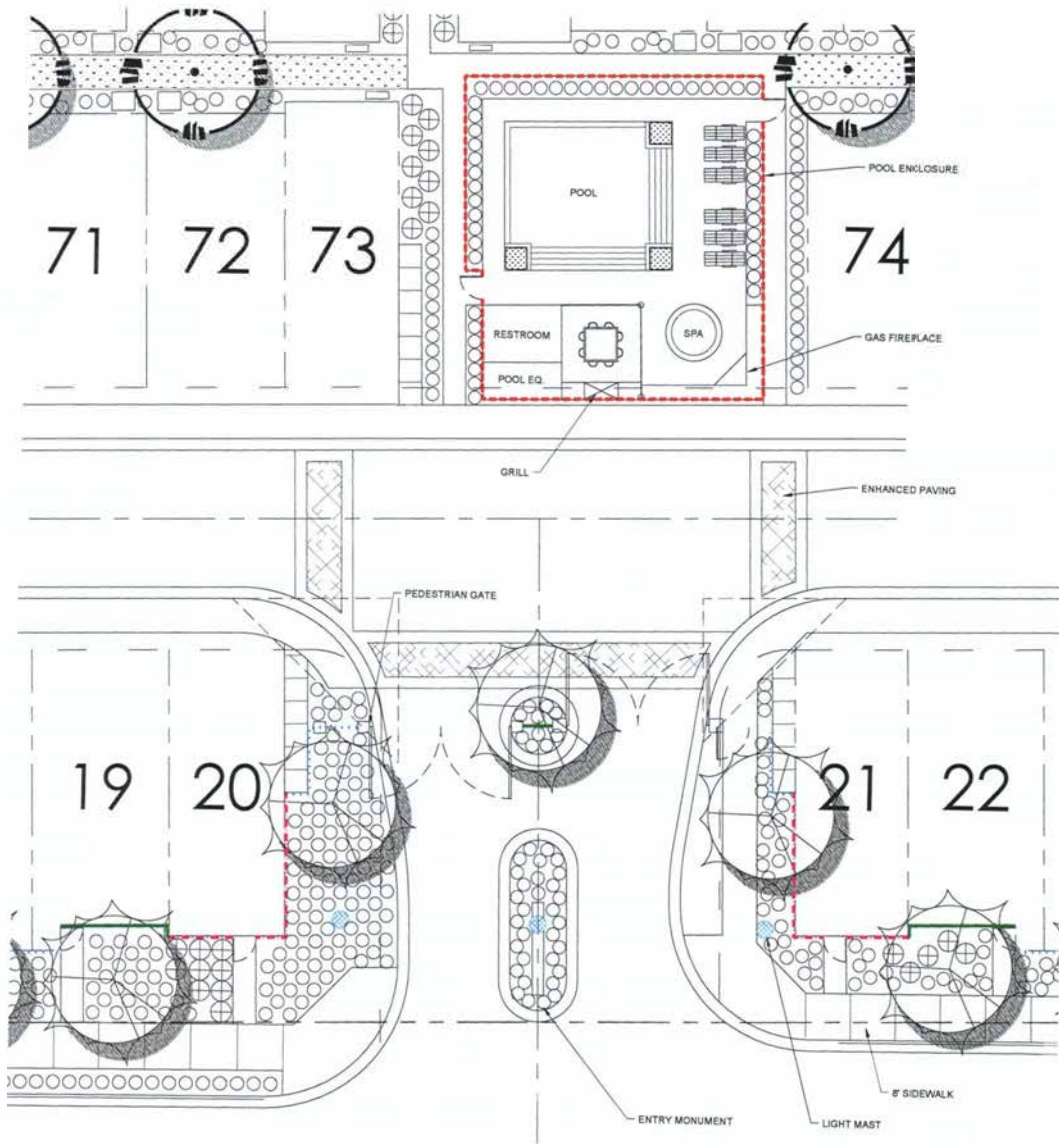 POOL ENCLOSURE
POOL
71
72
73
74
RESTROOM
SPA
GAS FIREPLACE
POOL EQ.
GRILL
ENHANCED PAVING
PEDESTRIAN GATE
19
20
21
22
8' SIDEWALK
ENTRY MONUMENT
LIGHT MAST